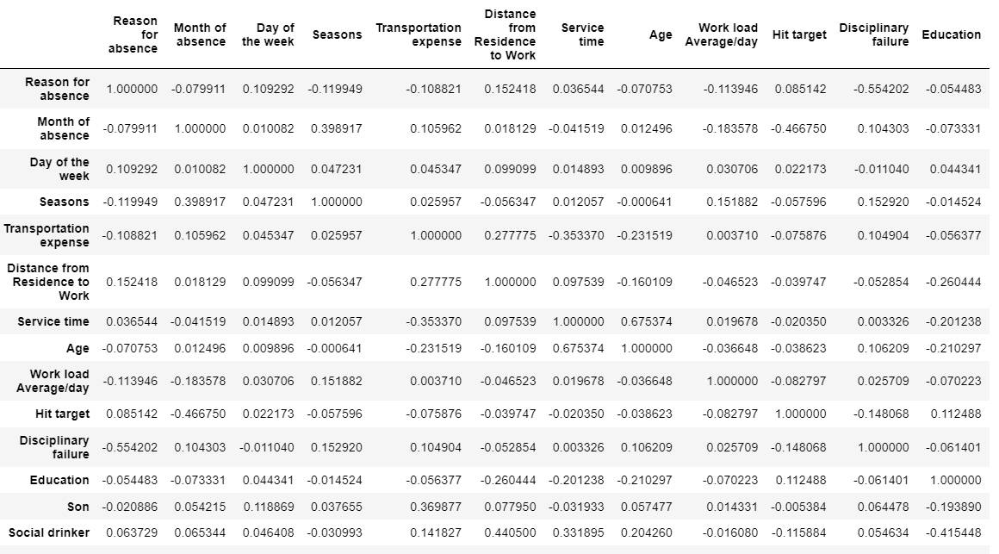 Reason for absence Month of absence Day of the week Seasons Transportation expense Distance from Residence to Work Service time Age Work load Average/day Hit target Disciplinary failure Education
Reason for absence 1.000000 -0.079911 0.109292 -0.119949 -0.108821 0.152418 0.036544 -0.070753 -0.113946 0.085142 -0.554202 -0.054483
Month of absence -0.079911 1.000000 0.010082 0.398917 0.105962 0.018129 -0.041519 0.012496 -0.183578 -0.466750 0.104303 -0.073331
Day of the week 0.109292 0.010082 1.000000 0.047231 0.045347 0.099099 0.014893 0.009896 0.030706 0.022173 -0.011040 0.044341
Seasons -0.119949 0.398917 0.047231 1.000000 0.025957 -0.056347 0.012057 -0.000641 0.151882 -0.057596 0.152920 -0.014524
Transportation expense -0.108821 0.105962 0.045347 0.025957 1.000000 0.277775 -0.353370 -0.231519 0.003710 -0.075876 0.104904 -0.056377
Distance from Residence to Work 0.152418 0.018129 0.099099 -0.056347 0.277775 1.000000 0.097539 -0.160109 -0.046523 -0.039747 -0.052854 -0.260444
Service time 0.036544 -0.041519 0.014893 0.012057 -0.353370 0.097539 1.000000 0.675374 0.019678 -0.020350 0.003326 -0.201238
Age -0.070753 0.012496 0.009896 -0.000641 -0.231519 -0.160109 0.675374 1.000000 -0.036648 -0.038623 0.106209 -0.210297
Work load Average/day -0.113946 -0.183578 0.030706 0.151882 0.003710 -0.046523 0.019678 -0.036648 1.000000 -0.082797 0.025709 -0.070223
Hit target 0.085142 -0.466750 0.022173 -0.057596 -0.075876 -0.039747 -0.020350 -0.038623 -0.082797 1.000000 -0.148068 0.112488
Disciplinary failure -0.554202 0.104303 -0.011040 0.152920 0.104904 -0.052854 0.003326 0.106209 0.025709 -0.148068 1.000000 -0.061401
Education -0.054483 -0.073331 0.044341 -0.014524 -0.056377 -0.260444 -0.201238 -0.210297 -0.070223 0.112488 -0.061401 1.000000
Son -0.020886 0.054215 0.118869 0.037655 0.369877 0.077950 -0.031933 0.057477 0.014331 -0.005384 0.064478 -0.193890
Social drinker 0.063729 0.065344 0.046408 -0.030993 0.141827 0.440500 0.331895 0.204260 -0.016080 -0.115884 0.054634 -0.415448